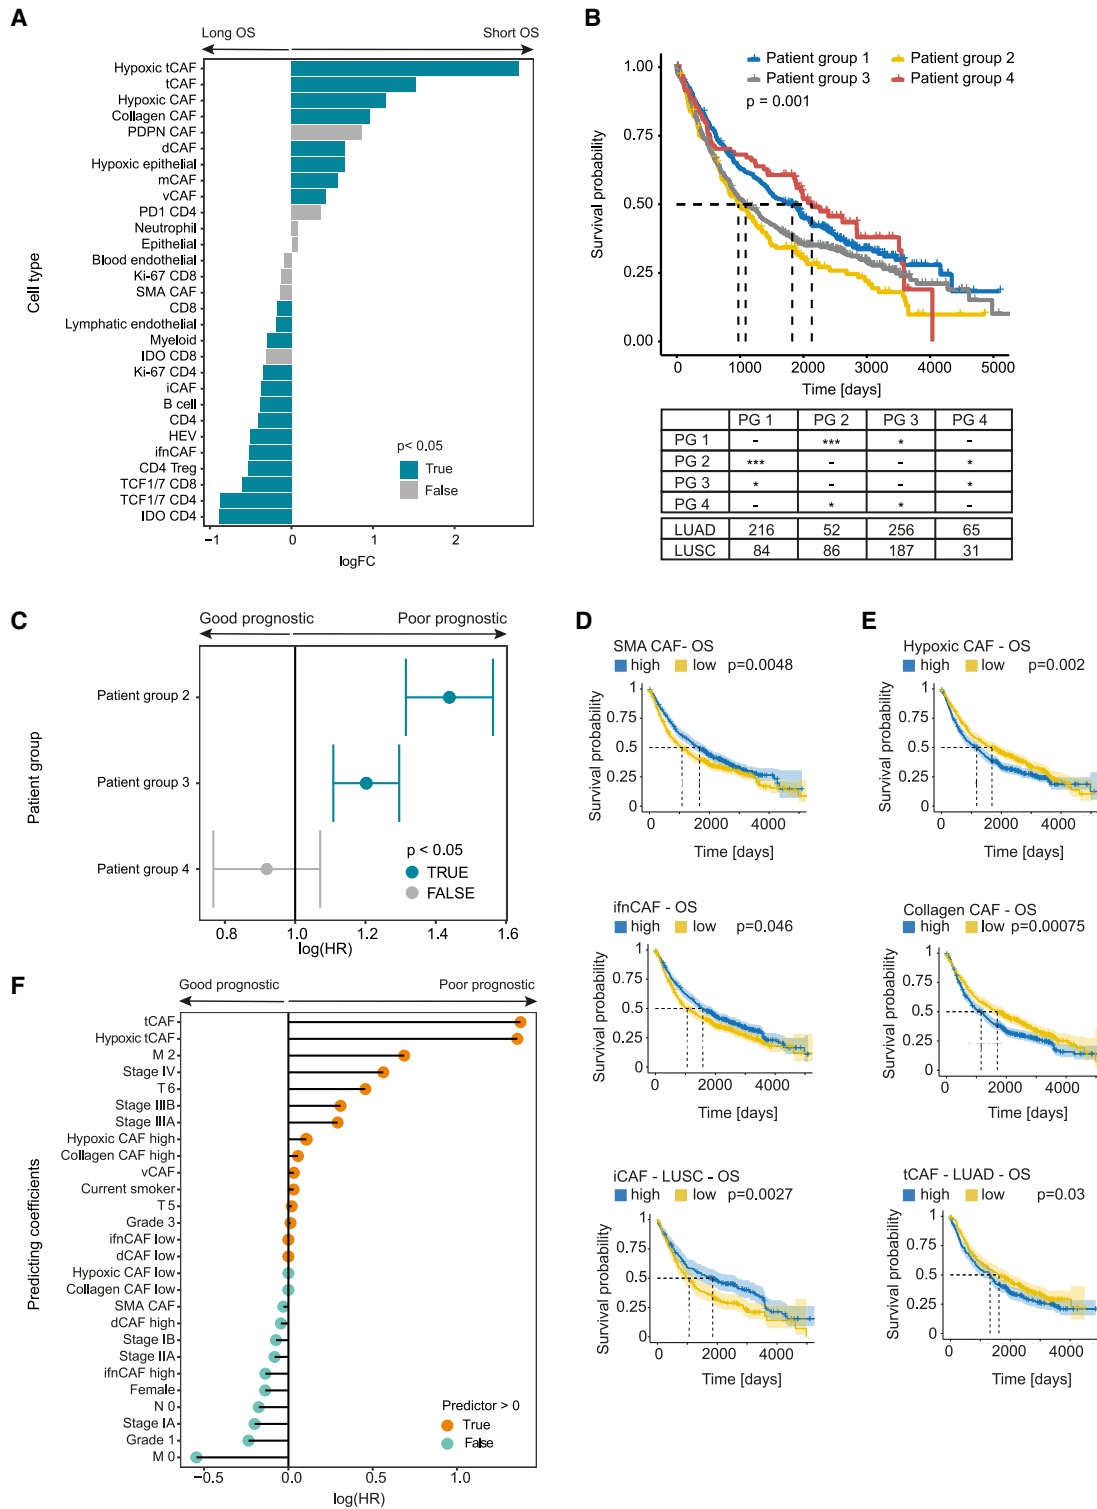 A
Long OS
Short OS
Hypoxic tCAF
tCAF
Hypoxic CAF
Collagen CAF
PDPN CAF
dCAF
Hypoxic epithelial
mCAF
vCAF
PD1 CD4
Neutrophil
Epithelial
Blood endothelial
Ki-67 CD8
SMA CAF
CD8
Lymphatic endothelial
Myeloid
IDO CD8
Ki-67 CD4
iCAF
B cell
CD4
HEV
ifnCAF
CD4 Treg
TCF1/7 CD8
TCF1/7 CD4
IDO CD4
Cell type
p< 0.05
True
False
−1 0 1 2
logFC
B
Patient group 1 Patient group 2
Patient group 3 Patient group 4
p = 0.001
1.00
0.75
0.50
0.25
0.00
Survival probability
0 1000 2000 3000 4000 5000
Time [days]
PG 1 PG 2 PG 3 PG 4
PG 1 - *** * -
PG 2 *** - - *
PG 3 * - - *
PG 4 - * * -
LUAD 216 52 256 65
LUSC 84 86 187 31
C
Good prognostic Poor prognostic
Patient group 2
Patient group 3
Patient group 4
Patient group
p < 0.05
TRUE
FALSE
0.8 1.0 1.2 1.4 1.6
log(HR)
D
SMA CAF- OS
high low p=0.0048
1
0.75
0.5
0.25
0
Survival probability
0 2000 4000
Time [days]
ifnCAF - OS
high low p=0.046
1
0.75
0.5
0.25
0
Survival probability
0 2000 4000
Time [days]
iCAF - LUSC - OS
high low p=0.0027
1
0.75
0.5
0.25
0
Survival probability
0 2000 4000
Time [days]
E
Hypoxic CAF - OS
high low p=0.002
1
0.75
0.5
0.25
0
Survival probability
0 2000 4000
Time [days]
Collagen CAF - OS
high low p=0.00075
1
0.75
0.5
0.25
0
Survival probability
0 2000 4000
Time [days]
tCAF - LUAD - OS
high low p=0.03
1
0.75
0.5
0.25
0
Survival probability
0 2000 4000
Time [days]
F
Good prognostic Poor prognostic
tCAF
Hypoxic tCAF
M 2
Stage IV
T 6
Stage IIIB
Stage IIIA
Hypoxic CAF high
Collagen CAF high
vCAF
Current smoker
T 5
Grade 3
ifnCAF low
dCAF low
Hypoxic CAF low
Collagen CAF low
SMA CAF
dCAF high
Stage IB
Stage IIA
ifnCAF high
Female
N 0
Stage IA
Grade 1
M 0
Predicting coefficients
Predictor > 0
True
False
−0.5 0.0 0.5 1.0
log(HR)